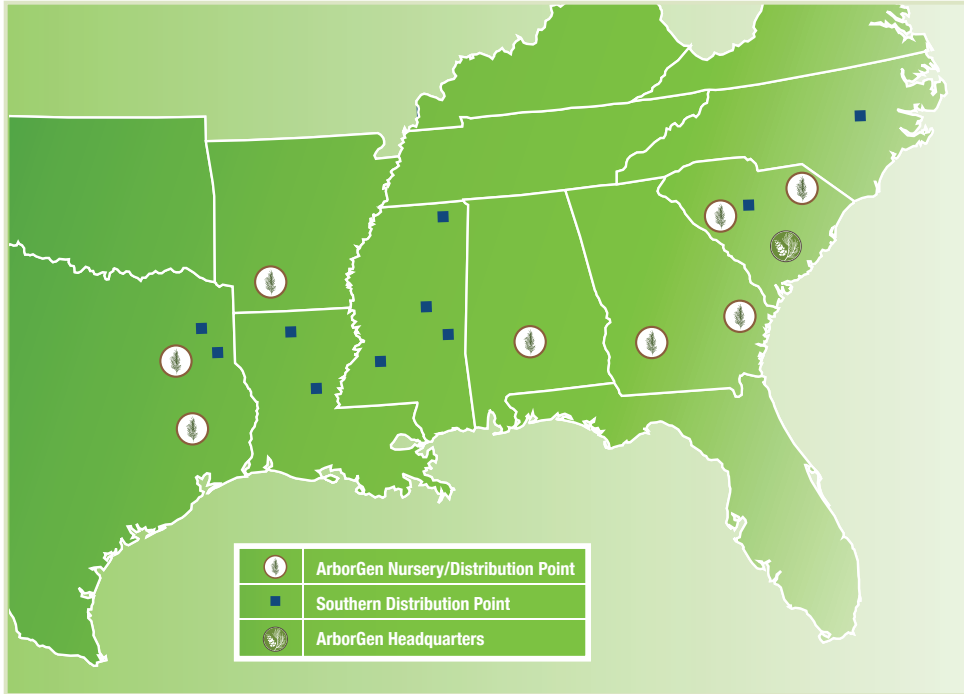 ArborGen Nursery/Distribution Point
Southern Distribution Point
ArborGen Headquarters